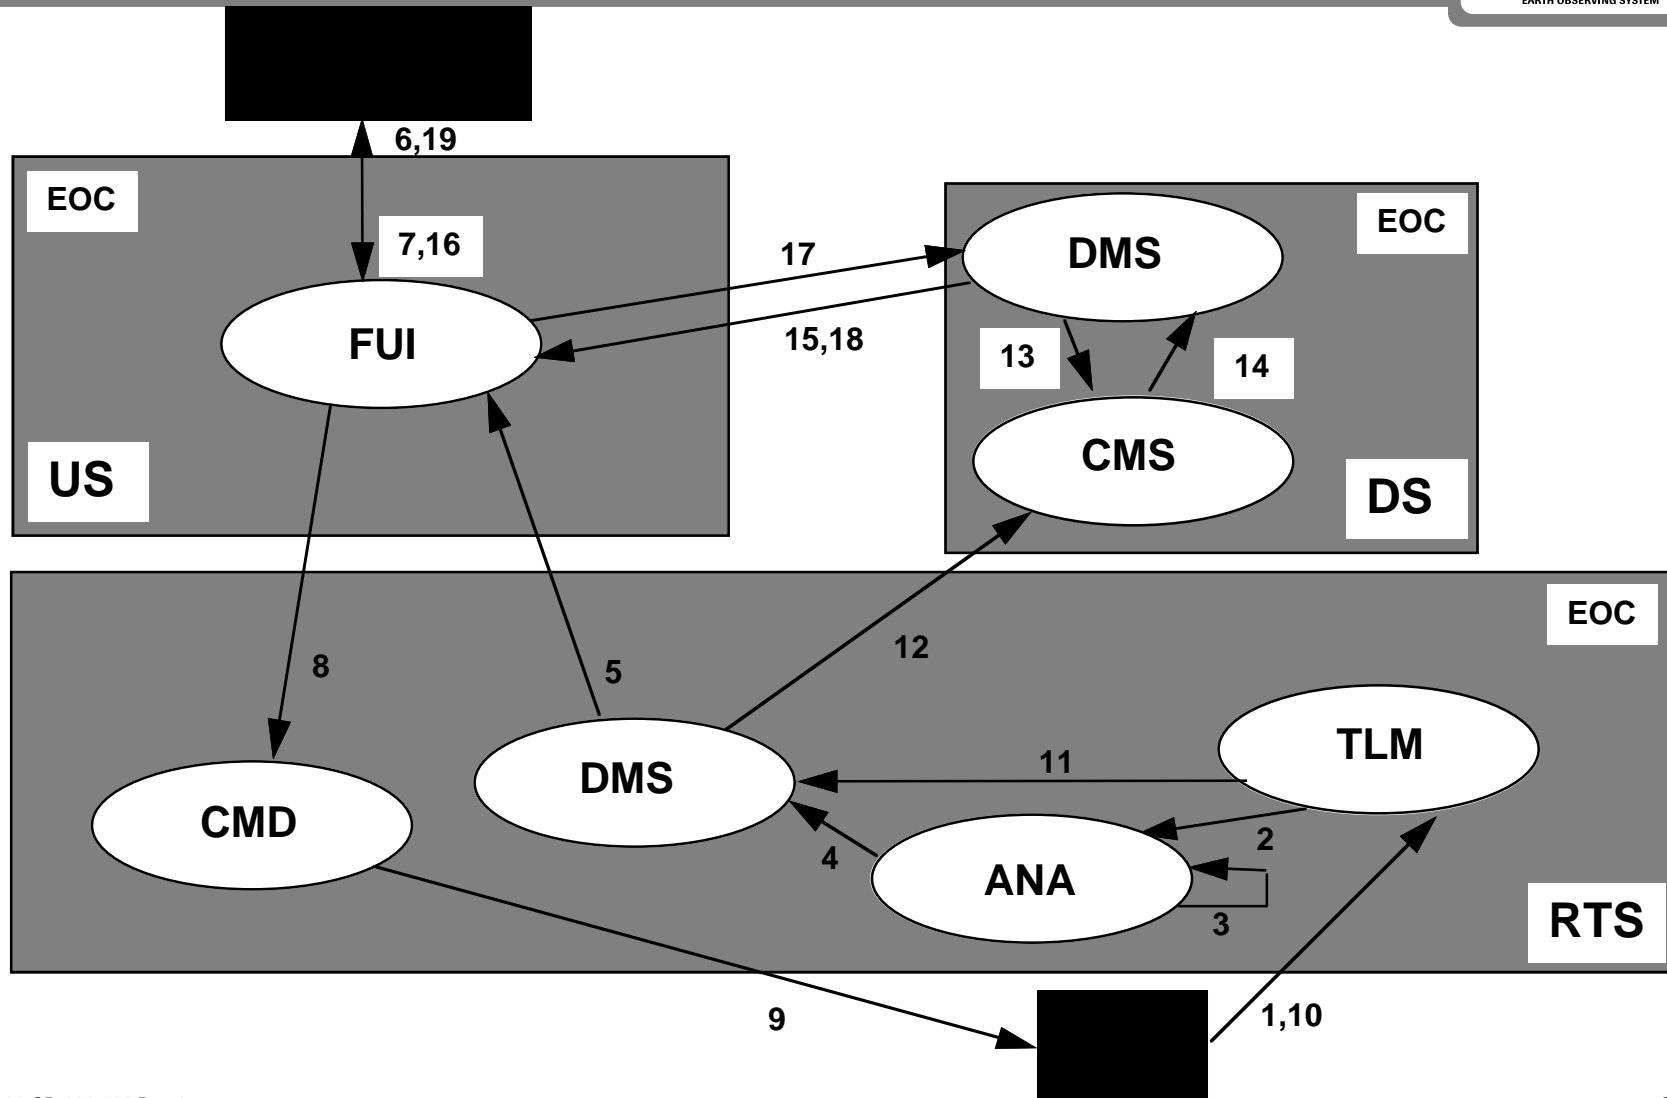 EARTH OBSERVING SYSTEM
6,19
EOC
7,16
FUI
US
17
15,18
EOC
DMS
13
14
CMS
DS
EOC
8
5
12
TLM
11
DMS
CMD
2
4
ANA
3
RTS
9
1,10